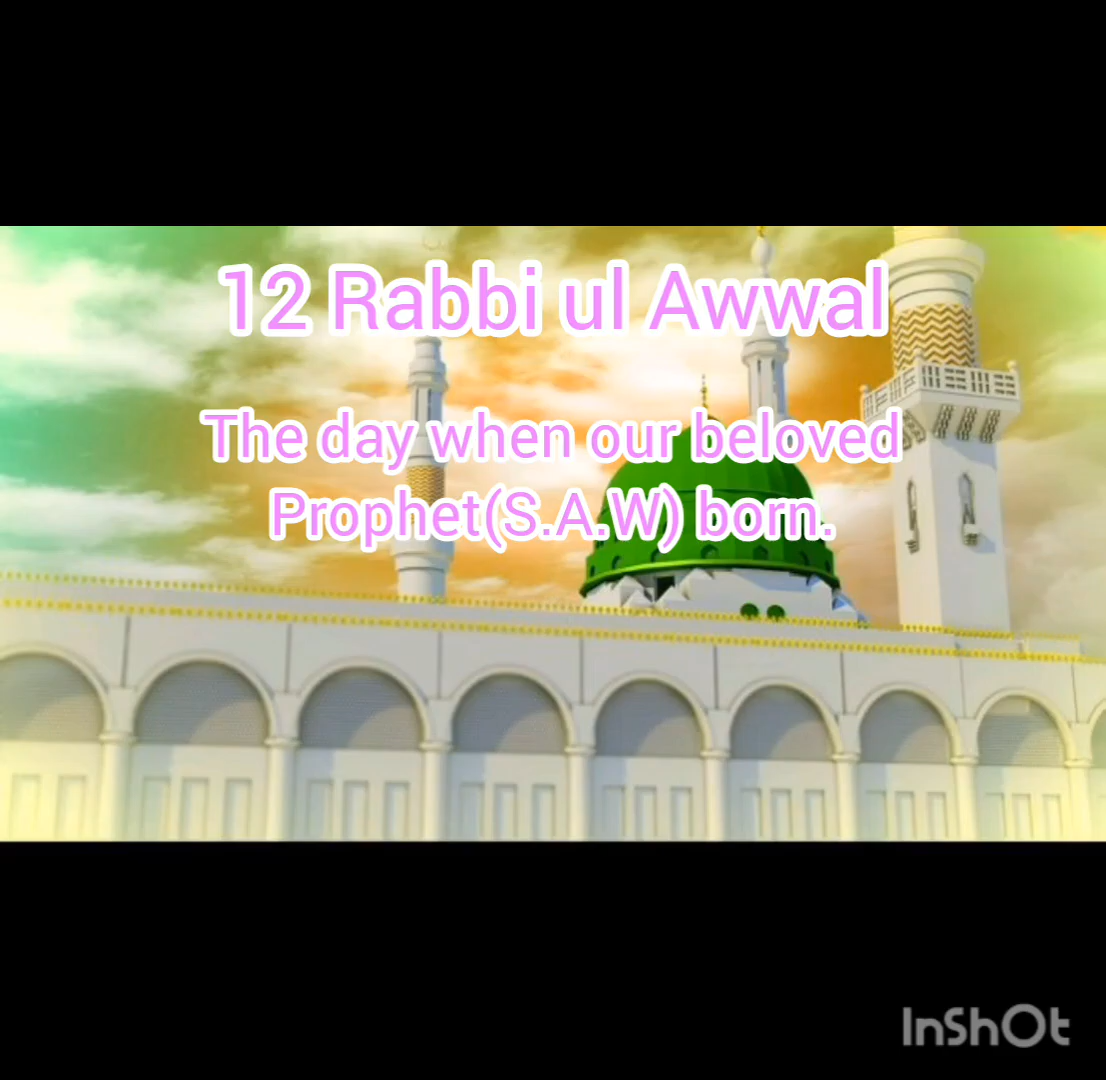 12 Rabbi ul Awwal
The day when our beloved
Prophet(S.A.W) born.
InShOt